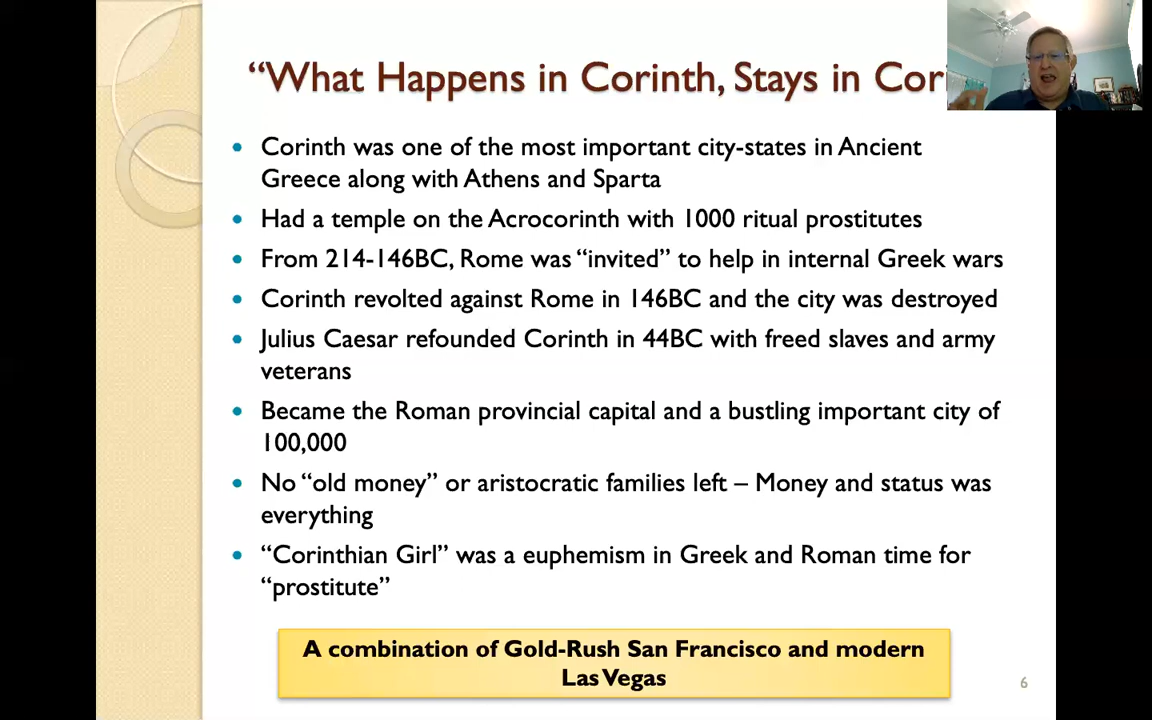 “What Happens in Corinth, Stays in Cori
• Corinth was one of the most important city-states in Ancient
Greece along with Athens and Sparta
• Had a temple on the Acrocorinth with 1000 ritual prostitutes
• From 214-146BC, Rome was “invited” to help in internal Greek wars
• Corinth revolted against Rome in 146BC and the city was destroyed
• Julius Caesar refounded Corinth in 44BC with freed slaves and army
veterans
• Became the Roman provincial capital and a bustling important city of
100,000
• No “old money” or aristocratic families left – Money and status was
everything
• “Corinthian Girl” was a euphemism in Greek and Roman time for
“prostitute”
A combination of Gold-Rush San Francisco and modern
Las Vegas
6